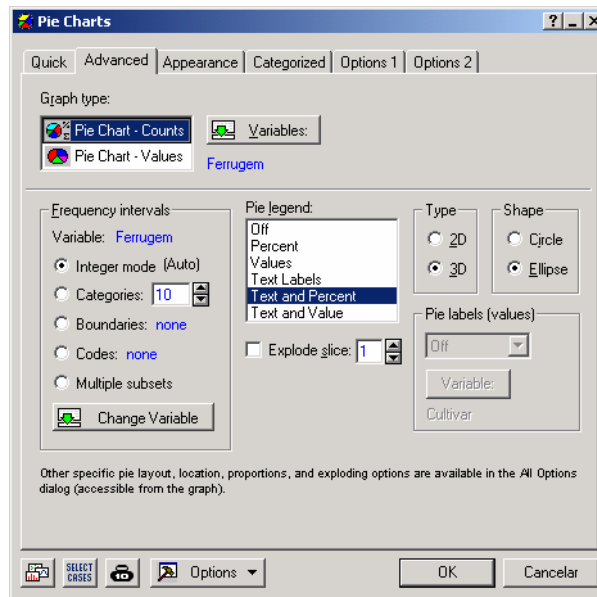 Pie Charts
Quick Advanced Appearance Categorized Options 1 Options 2
Graph type:
Pie Chart - Counts
Pie Chart - Values
Variables:
Ferrugem
Frequency intervals
Variable: Ferrugem
Integer mode (Auto)
Categories: 10
Boundaries: none
Codes: none
Multiple subsets
Change Variable
Pie legend:
Off
Percent
Values
Text Labels
Text and Percent
Text and Value
Explode slice: 1
Type
2D
3D
Shape
Circle
Ellipse
Pie labels (values)
Off
Variable:
Cultivar
Other specific pie layout, location, proportions, and exploding options are available in the All Options
dialog (accessible from the graph).
SELECT
CASES
Options
OK
Cancelar